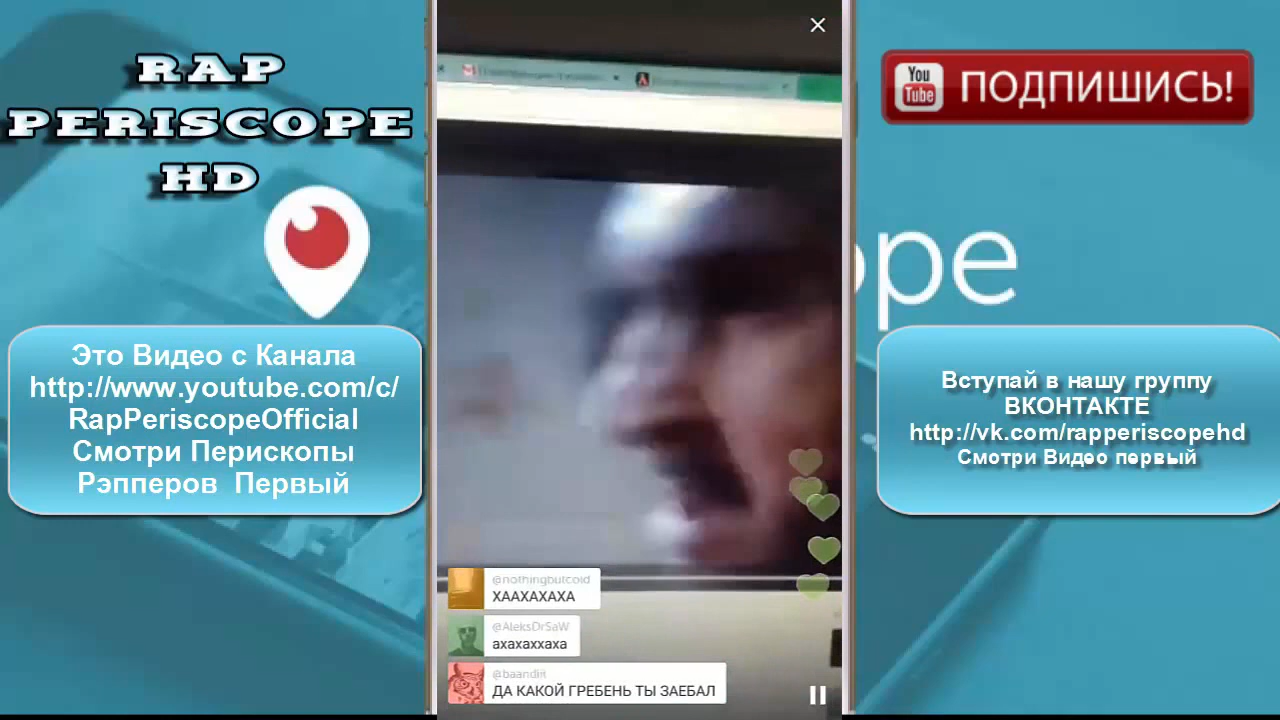 RAP
PERISCOPE
HD
Это Видео с Канала
http://www.youtube.com/c/
RapPeriscopeOfficial
Смотри Перископы
Рэпперов Первый
@nothingbutcold
ХААХАХАХА
@AleksDrSaW
ахахаххаха
@baandiit
ДА КАКОЙ ГРЕБЕНЬ ТЫ ЗАЕБАЛ
You
Tube
ПОДПИШИСЬ!
ope
Вступай в нашу группу
ВКОНТАКТЕ
http://vk.com/rapperiscopehd
Смотри Видео первый